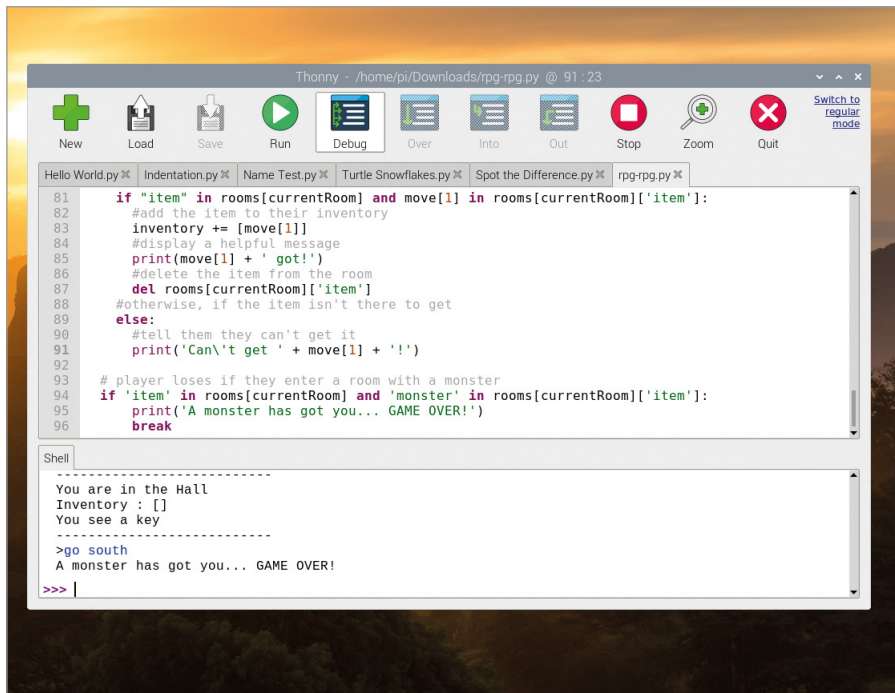 Thonny - /home/pi/Downloads/rpg-rpg.py @ 91 : 23
New Load Save Run Debug Over Into Out Stop Zoom Quit
Switch to
regular
mode
Hello World.py Indentation.py Name Test.py Turtle Snowflakes.py Spot the Difference.py rpg-rpg.py
81     if "item" in rooms[currentRoom] and move[1] in rooms[currentRoom]['item']:
82       #add the item to their inventory
83       inventory += [move[1]]
84       #display a helpful message
85       print(move[1] + ' got!')
86       #delete the item from the room
87       del rooms[currentRoom]['item']
88     #otherwise, if the item isn't there to get
89     else:
90       #tell them they can't get it
91       print('Can\'t get ' + move[1] + '!')
92
93   # player loses if they enter a room with a monster
94   if 'item' in rooms[currentRoom] and 'monster' in rooms[currentRoom]['item']:
95       print('A monster has got you... GAME OVER!')
96       break
Shell
---------------------------
You are in the Hall
Inventory : []
You see a key
---------------------------
>go south
A monster has got you... GAME OVER!
>>>